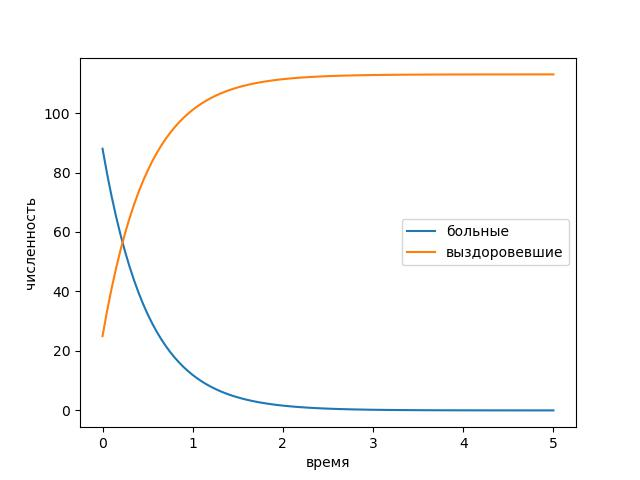 численность
100
80
60
40
20
0
больные
выздоровевшие
0 1 2 3 4 5
время